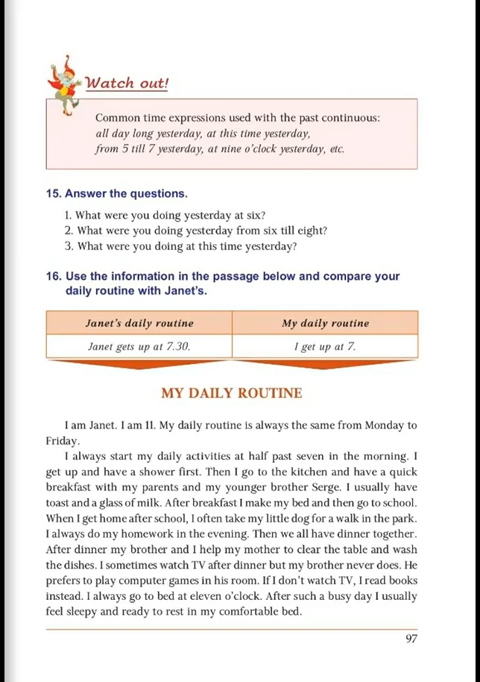 Watch out!
Common time expressions used with the past continuous:
all day long yesterday, at this time yesterday,
from 5 till 7 yesterday, at nine o'clock yesterday, etc.
15. Answer the questions.
1. What were you doing yesterday at six?
2. What were you doing yesterday from six till eight?
3. What were you doing at this time yesterday?
16. Use the information in the passage below and compare your
daily routine with Janet's.
Janet's daily routine My daily routine
Janet gets up at 7.30. I get up at 7.
MY DAILY ROUTINE
I am Janet. I am 11. My daily routine is always the same from Monday to
Friday.
I always start my daily activities at half past seven in the morning. I
get up and have a shower first. Then I go to the kitchen and have a quick
breakfast with my parents and my younger brother Serge. I usually have
toast and a glass of milk. After breakfast I make my bed and then go to school.
When I get home after school, I often take my little dog for a walk in the park.
I always do my homework in the evening. Then we all have dinner together.
After dinner my brother and I help my mother to clear the table and wash
the dishes. I sometimes watch TV after dinner but my brother never does. He
prefers to play computer games in his room. If I don't watch TV, I read books
instead. I always go to bed at eleven o'clock. After such a busy day I usually
feel sleepy and ready to rest in my comfortable bed.
97